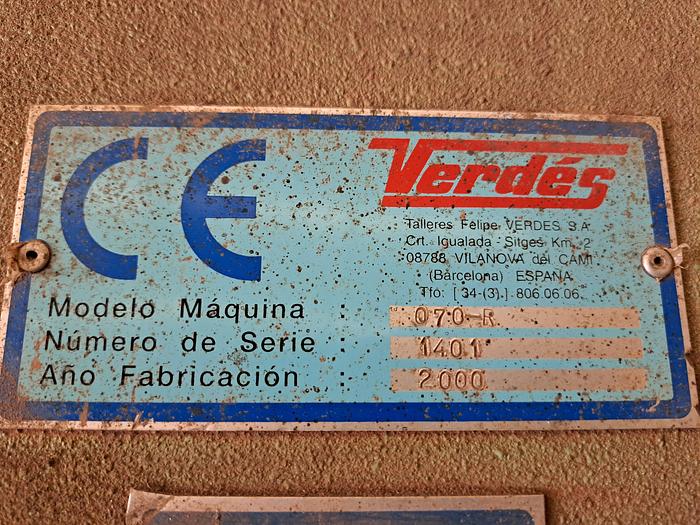 CE
Verdés
Talleres Felipe VERDES S.A.
Crt. Igualada - Sitges Km. 2
08788 VILANOVA del CAMI
(Barcelona) ESPAÑA
Tfo: [34-(3).] 806.06.06.
Modelo Máquina : 070-R
Número de Serie : 1401
Año Fabricación : 2000